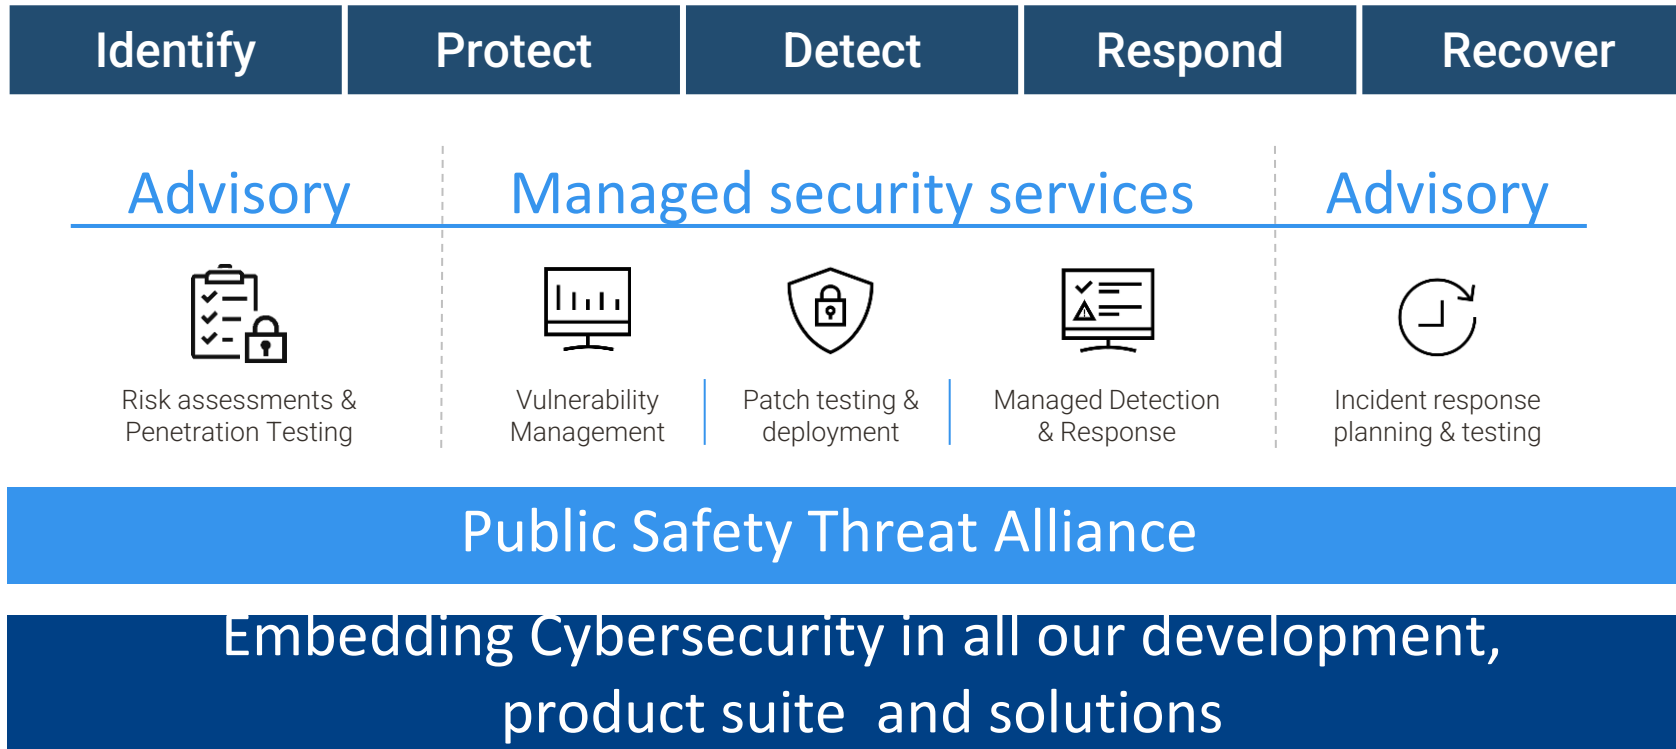 Identify
Protect
Detect
Respond
Recover
Advisory
Managed security services
Advisory
Risk assessments &
Penetration Testing
Vulnerability
Management
Patch testing &
deployment
Managed Detection
& Response
Incident response
planning & testing
Public Safety Threat Alliance
Embedding Cybersecurity in all our development,
product suite  and solutions